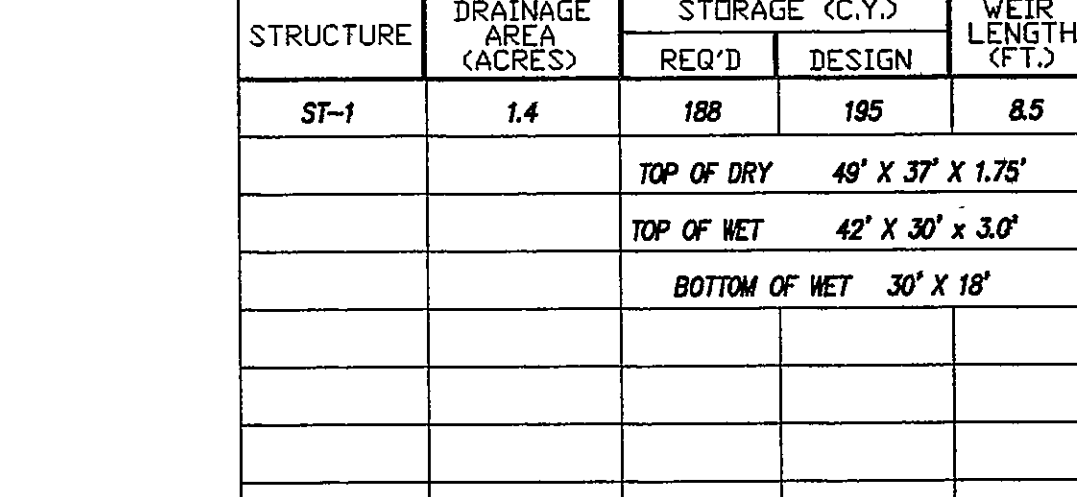 STRUCTURE
DRAINAGE
AREA
(ACRES)
STORAGE (C.Y.)
REQ'D
DESIGN
WEIR
LENGTH
(FT.)
ST-1 1.4 188 195 8.5
TOP OF DRY 49' X 37' X 1.75'
TOP OF WET 42' X 30' x 3.0'
BOTTOM OF WET 30' X 18'